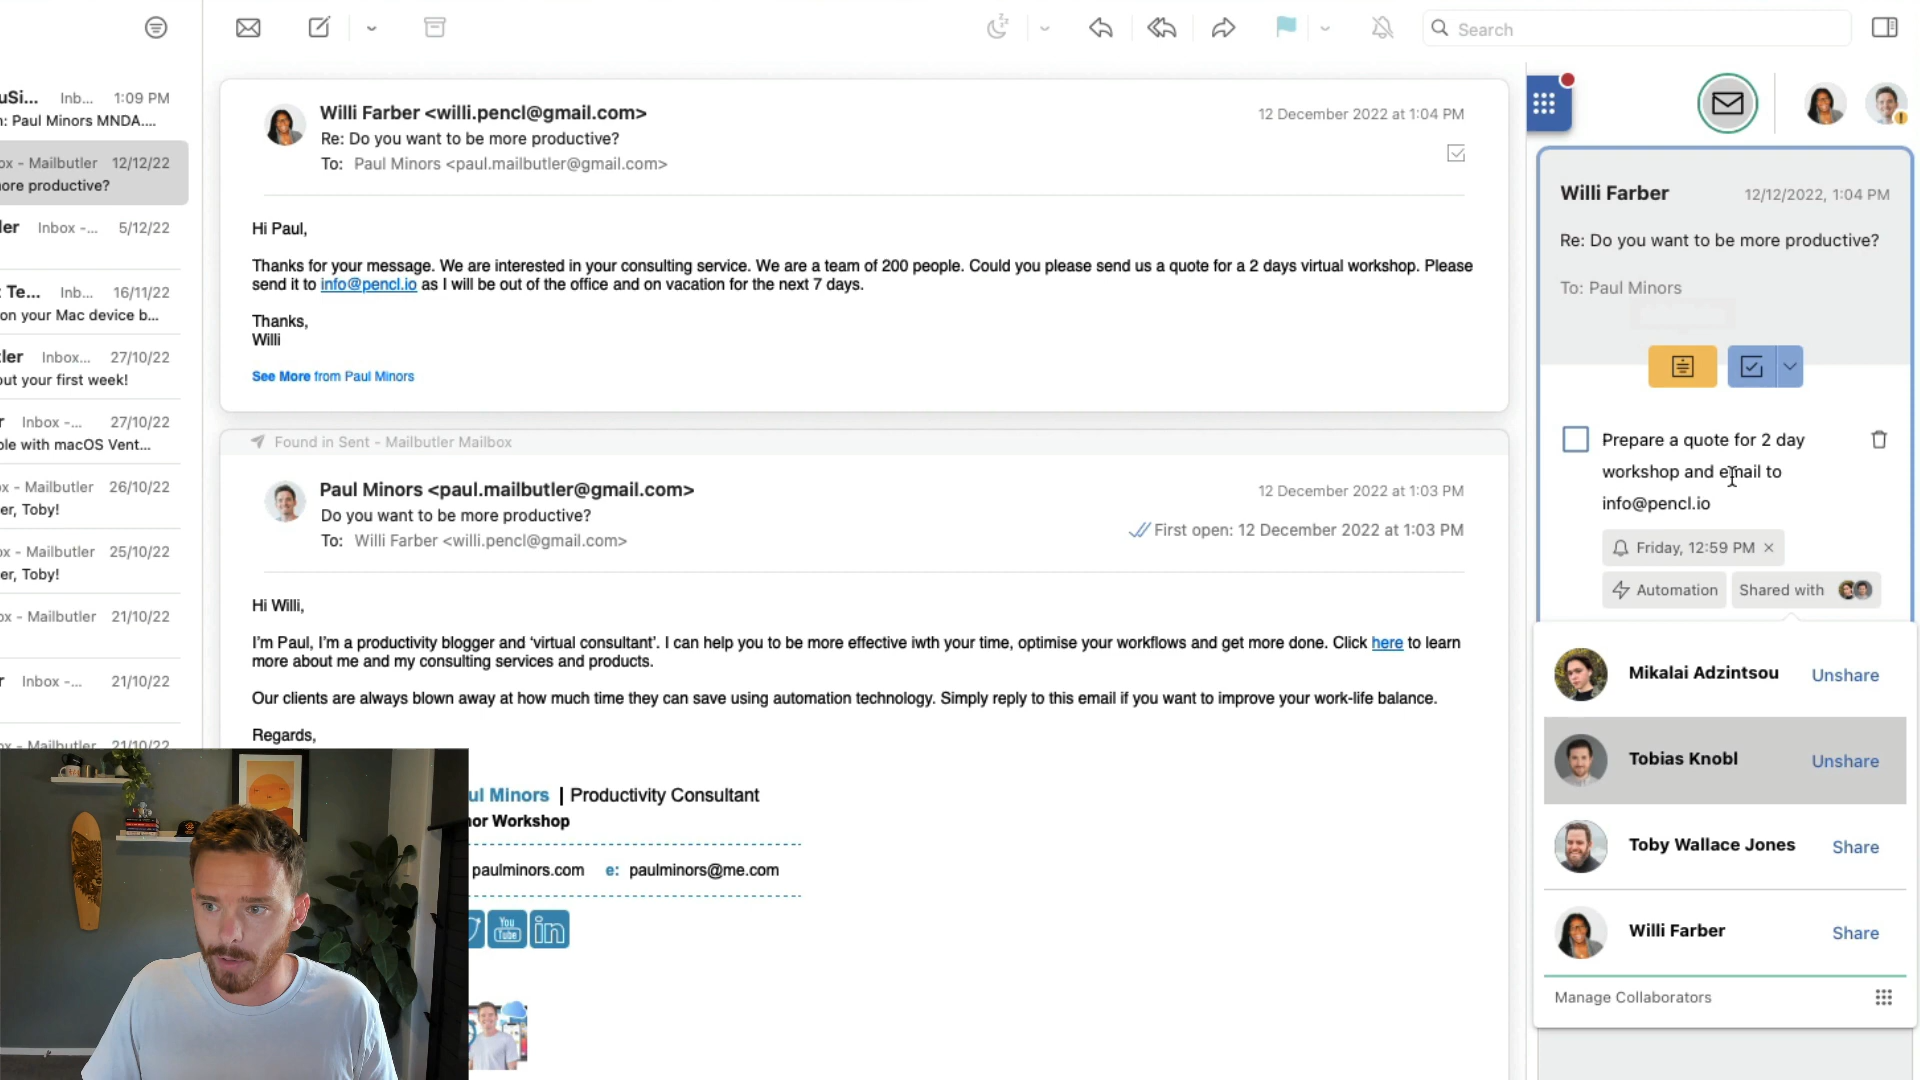 Search
uSi... Inb... 1:09 PM
n: Paul Minors MNDA....
ox - Mailbutler 12/12/22
nore productive?
ler Inbox -... 5/12/22
t Te... Inb... 16/11/22
on your Mac device b...
tler Inbox... 27/10/22
out your first week!
r Inbox -... 27/10/22
ble with macOS Vent...
ox - Mailbutler 26/10/22
er, Toby!
ox - Mailbutler 25/10/22
er, Toby!
ox - Mailbutler 21/10/22
r Inbox -... 21/10/22
ox - Mailbutler 21/10/22
Willi Farber <willi.pencl@gmail.com>
12 December 2022 at 1:04 PM
Re: Do you want to be more productive?
To: Paul Minors <paul.mailbutler@gmail.com>
Hi Paul,
Thanks for your message. We are interested in your consulting service. We are a team of 200 people. Could you please send us a quote for a 2 days virtual workshop. Please
send it to info@pencl.io as I will be out of the office and on vacation for the next 7 days.
Thanks,
Willi
See More from Paul Minors
Found in Sent - Mailbutler Mailbox
Paul Minors <paul.mailbutler@gmail.com>
12 December 2022 at 1:03 PM
Do you want to be more productive?
First open: 12 December 2022 at 1:03 PM
To: Willi Farber <willi.pencl@gmail.com>
Hi Willi,
I'm Paul, I'm a productivity blogger and 'virtual consultant'. I can help you to be more effective iwth your time, optimise your workflows and get more done. Click here to learn
more about me and my consulting services and products.
Our clients are always blown away at how much time they can save using automation technology. Simply reply to this email if you want to improve your work-life balance.
Regards,
ul Minors | Productivity Consultant
nor Workshop
paulminors.com e: paulminors@me.com
You
Tube
in
Willi Farber 12/12/2022, 1:04 PM
Re: Do you want to be more productive?
To: Paul Minors
Prepare a quote for 2 day
workshop and email to
info@pencl.io
Friday, 12:59 PM ×
Automation
Shared with
Mikalai Adzintsou Unshare
Tobias Knobl Unshare
Toby Wallace Jones Share
Willi Farber Share
Manage Collaborators